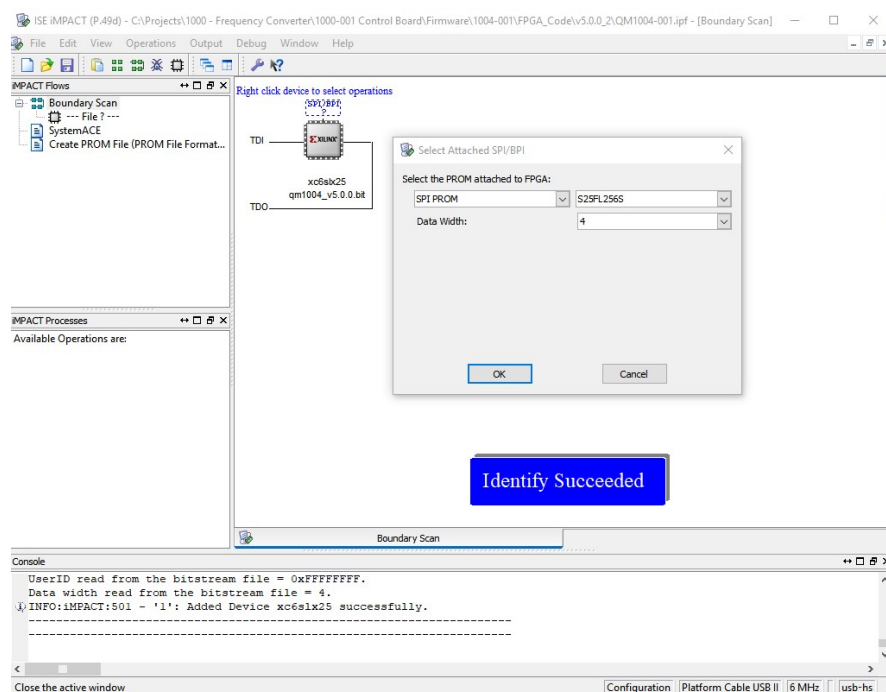 ISE iMPACT (P.49d) - C:\Projects\1000 - Frequency Converter\1000-001 Control Board\Firmware\1004-001\FPGA_Code\v5.0.0_2\QM1004-001.ipf - [Boundary Scan]
File Edit View Operations Output Debug Window Help
iMPACT Flows
Boundary Scan
--- File ? ---
SystemACE
Create PROM File (PROM File Format...
Right click device to select operations
SPI/BPI
?
TDI
XILINX
xc6slx25
qm1004_v5.0.0.bit
TDO
Select Attached SPI/BPI
Select the PROM attached to FPGA:
SPI PROM
S25FL256S
Data Width:
4
OK Cancel
iMPACT Processes
Available Operations are:
Identify Succeeded
Boundary Scan
Console
UserID read from the bitstream file = 0xFFFFFFFF.
Data width read from the bitstream file = 4.
INFO:iMPACT:501 - '1': Added Device xc6slx25 successfully.
----------------------------------------------------------------------
----------------------------------------------------------------------
Close the active window
Configuration Platform Cable USB II 6 MHz usb-hs